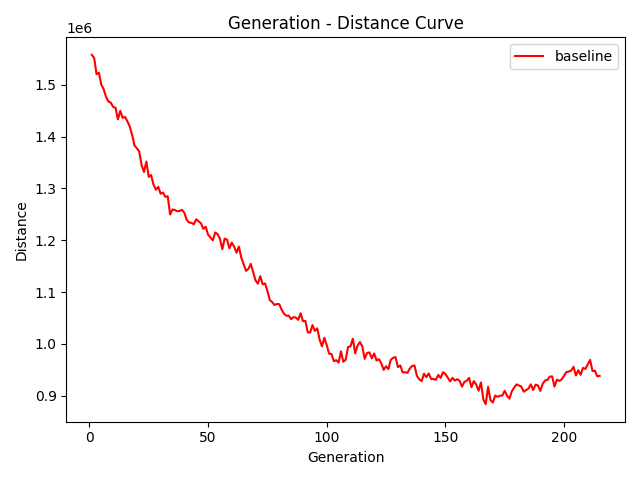 Generation - Distance Curve
1e6
baseline
1.5
1.4
1.3
1.2
1.1
1.0
0.9
Distance
0 50 100 150 200
Generation